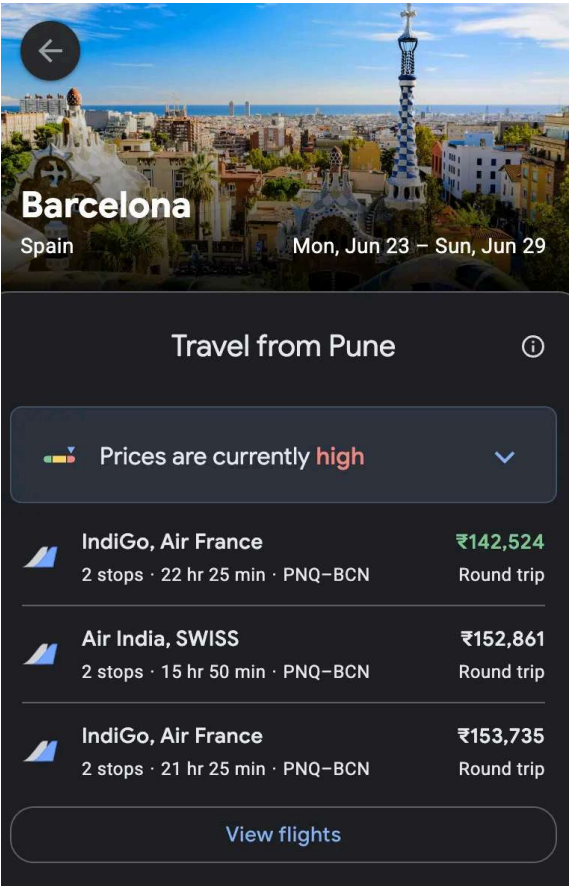 Barcelona
Spain
Mon, Jun 23 – Sun, Jun 29
Travel from Pune
Prices are currently high
IndiGo, Air France
₹142,524
2 stops · 22 hr 25 min · PNQ–BCN
Round trip
Air India, SWISS
₹152,861
2 stops · 15 hr 50 min · PNQ–BCN
Round trip
IndiGo, Air France
₹153,735
2 stops · 21 hr 25 min · PNQ–BCN
Round trip
View flights